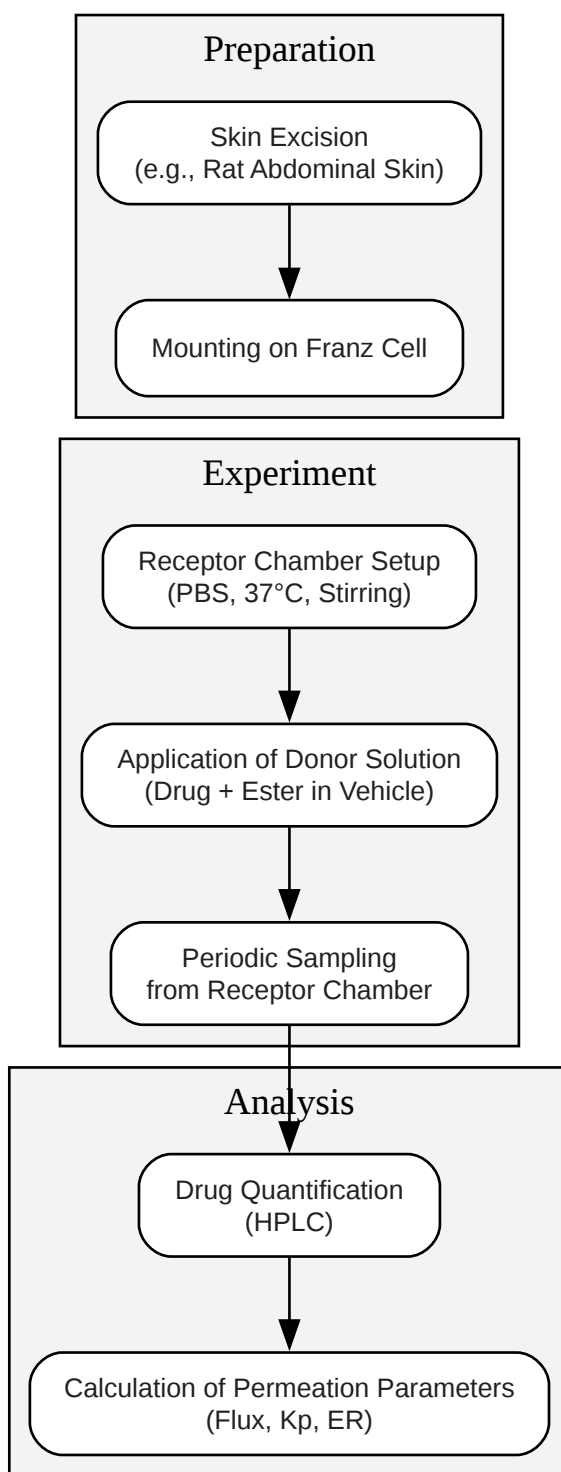 Preparation
Skin Excision
(e.g., Rat Abdominal Skin)
Mounting on Franz Cell
Experiment
Receptor Chamber Setup
(PBS, 37°C, Stirring)
Application of Donor Solution
(Drug + Ester in Vehicle)
Periodic Sampling
from Receptor Chamber
Analysis
Drug Quantification
(HPLC)
Calculation of Permeation Parameters
(Flux, Kp, ER)